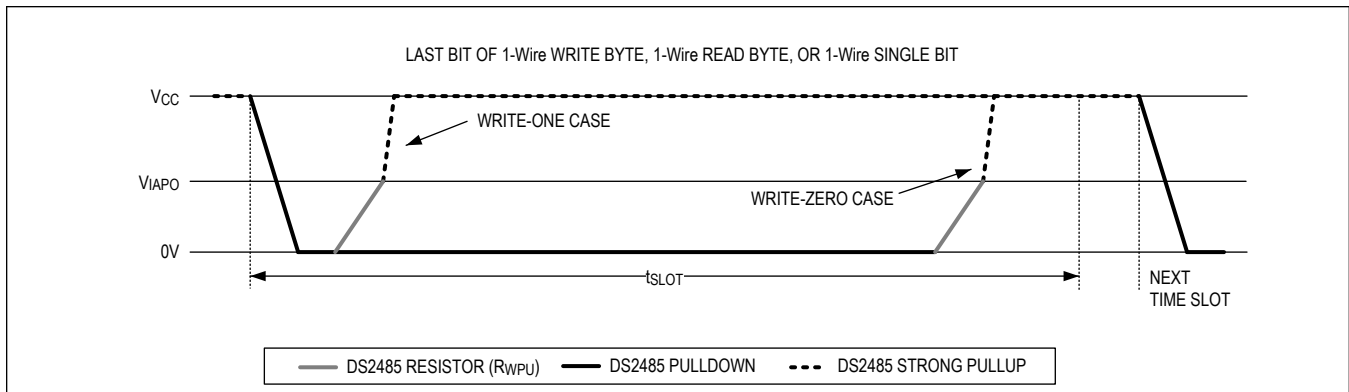 LAST BIT OF 1-Wire WRITE BYTE, 1-Wire READ BYTE, OR 1-Wire SINGLE BIT
VCC
WRITE-ONE CASE
VIAPO
WRITE-ZERO CASE
0V
tSLOT
NEXT
TIME SLOT
DS2485 RESISTOR (RWPU) DS2485 PULLDOWN DS2485 STRONG PULLUP